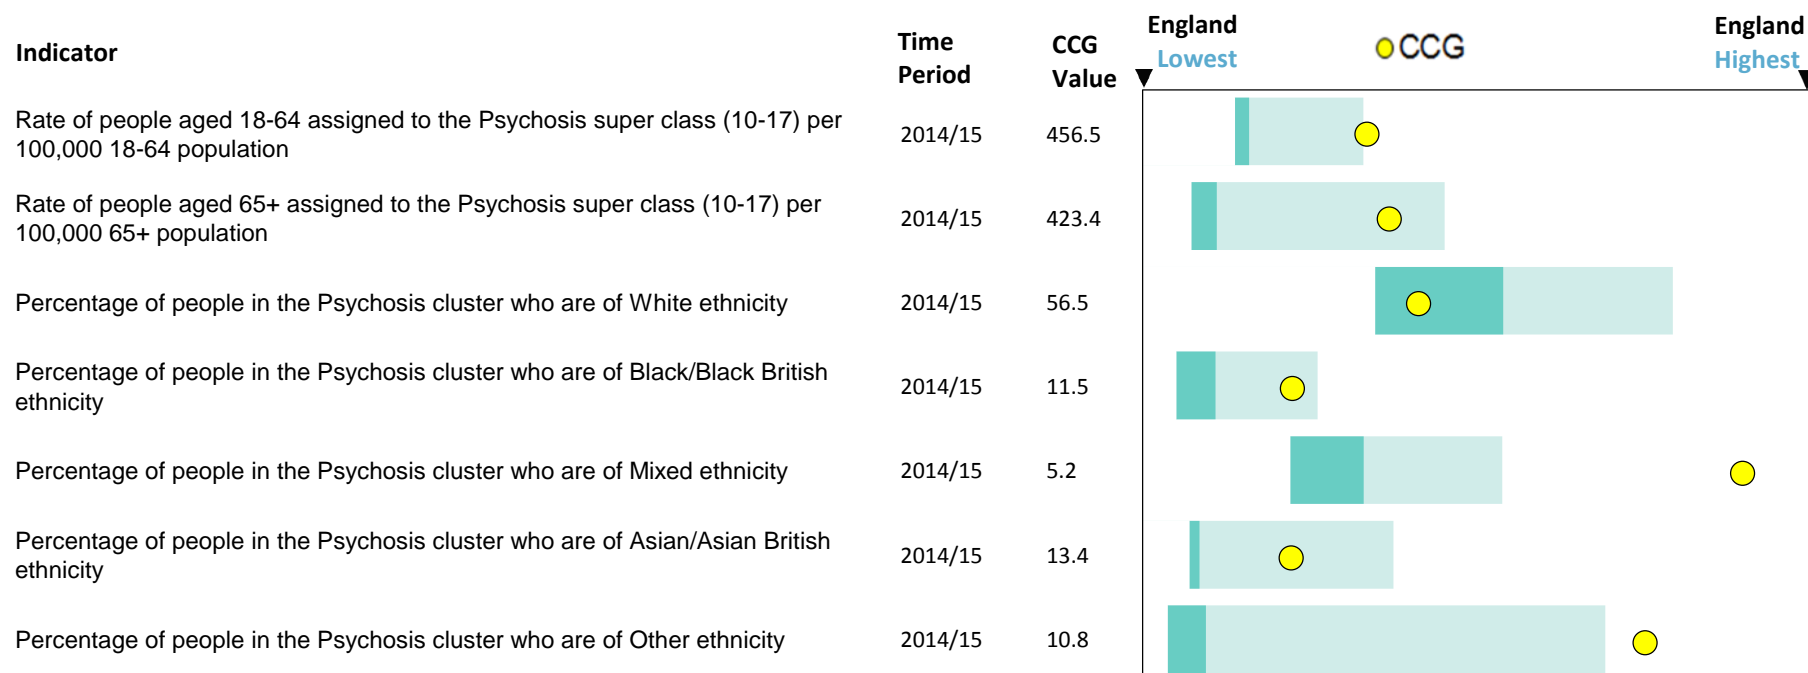 Indicator
Time
Period
CCG
Value
England
Lowest
CCG
England
Highest
Rate of people aged 18-64 assigned to the Psychosis super class (10-17) per
100,000 18-64 population
2014/15
456.5
Rate of people aged 65+ assigned to the Psychosis super class (10-17) per
100,000 65+ population
2014/15
423.4
Percentage of people in the Psychosis cluster who are of White ethnicity
2014/15
56.5
Percentage of people in the Psychosis cluster who are of Black/Black British
ethnicity
2014/15
11.5
Percentage of people in the Psychosis cluster who are of Mixed ethnicity
2014/15
5.2
Percentage of people in the Psychosis cluster who are of Asian/Asian British
ethnicity
2014/15
13.4
Percentage of people in the Psychosis cluster who are of Other ethnicity
2014/15
10.8